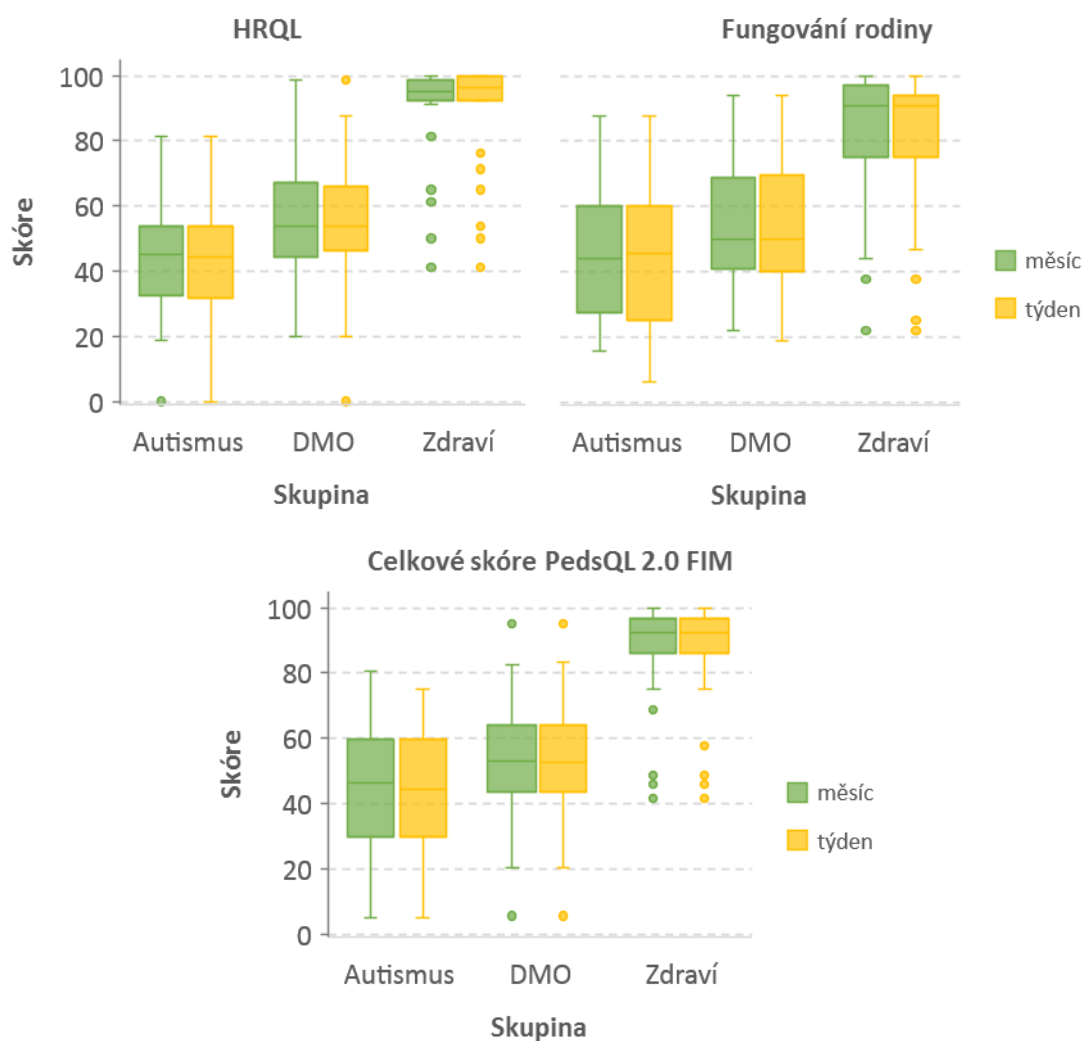 HRQL
Fungování rodiny
Skóre
100
80
60
40
20
0
Autismus DMO Zdraví
Autismus DMO Zdraví
Skupina
Skupina
měsíc
týden
Celkové skóre PedsQL 2.0 FIM
Skóre
100
80
60
40
20
0
Autismus DMO Zdraví
Skupina
měsíc
týden